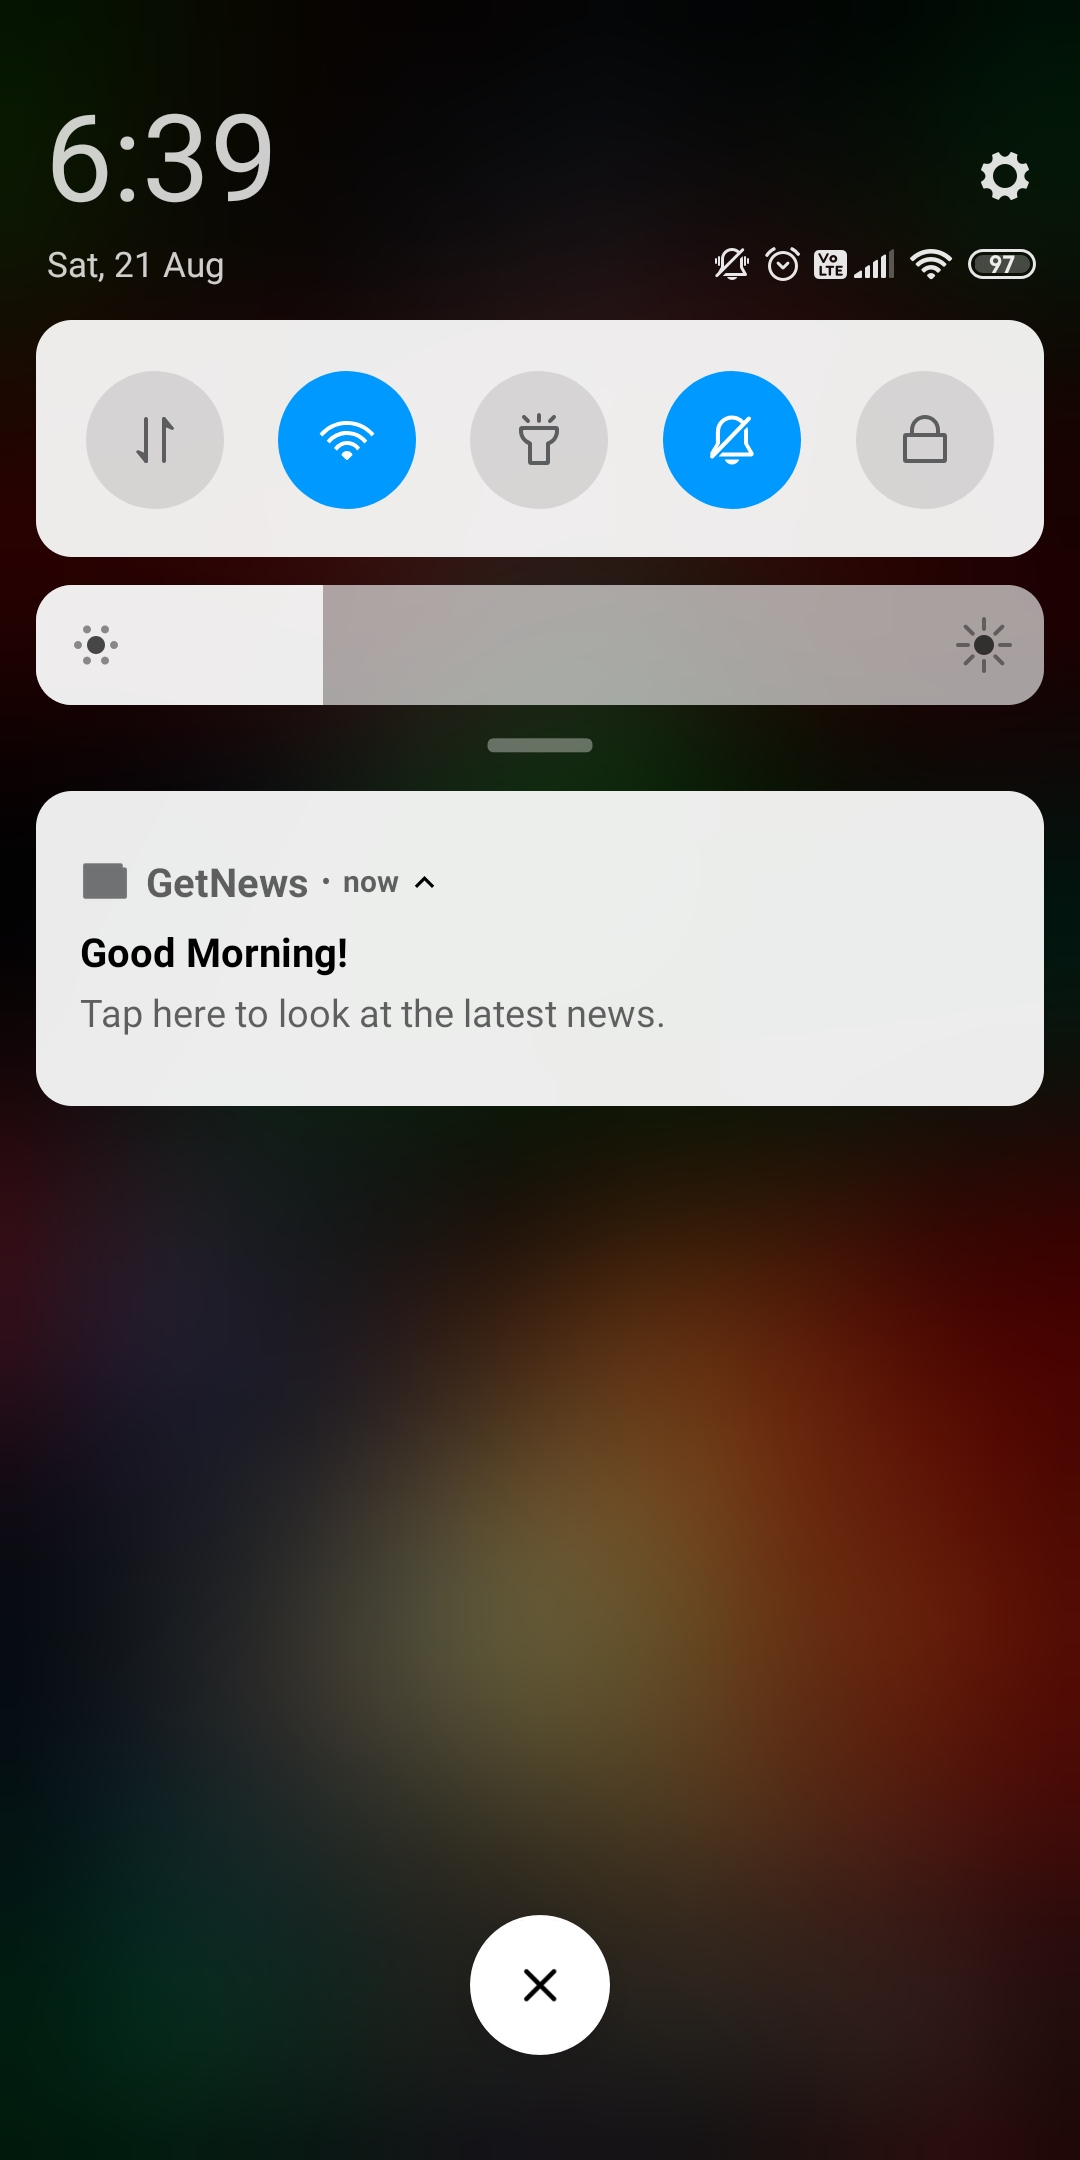 6:39
Sat, 21 Aug
Vo LTE 97
GetNews · now
Good Morning!
Tap here to look at the latest news.